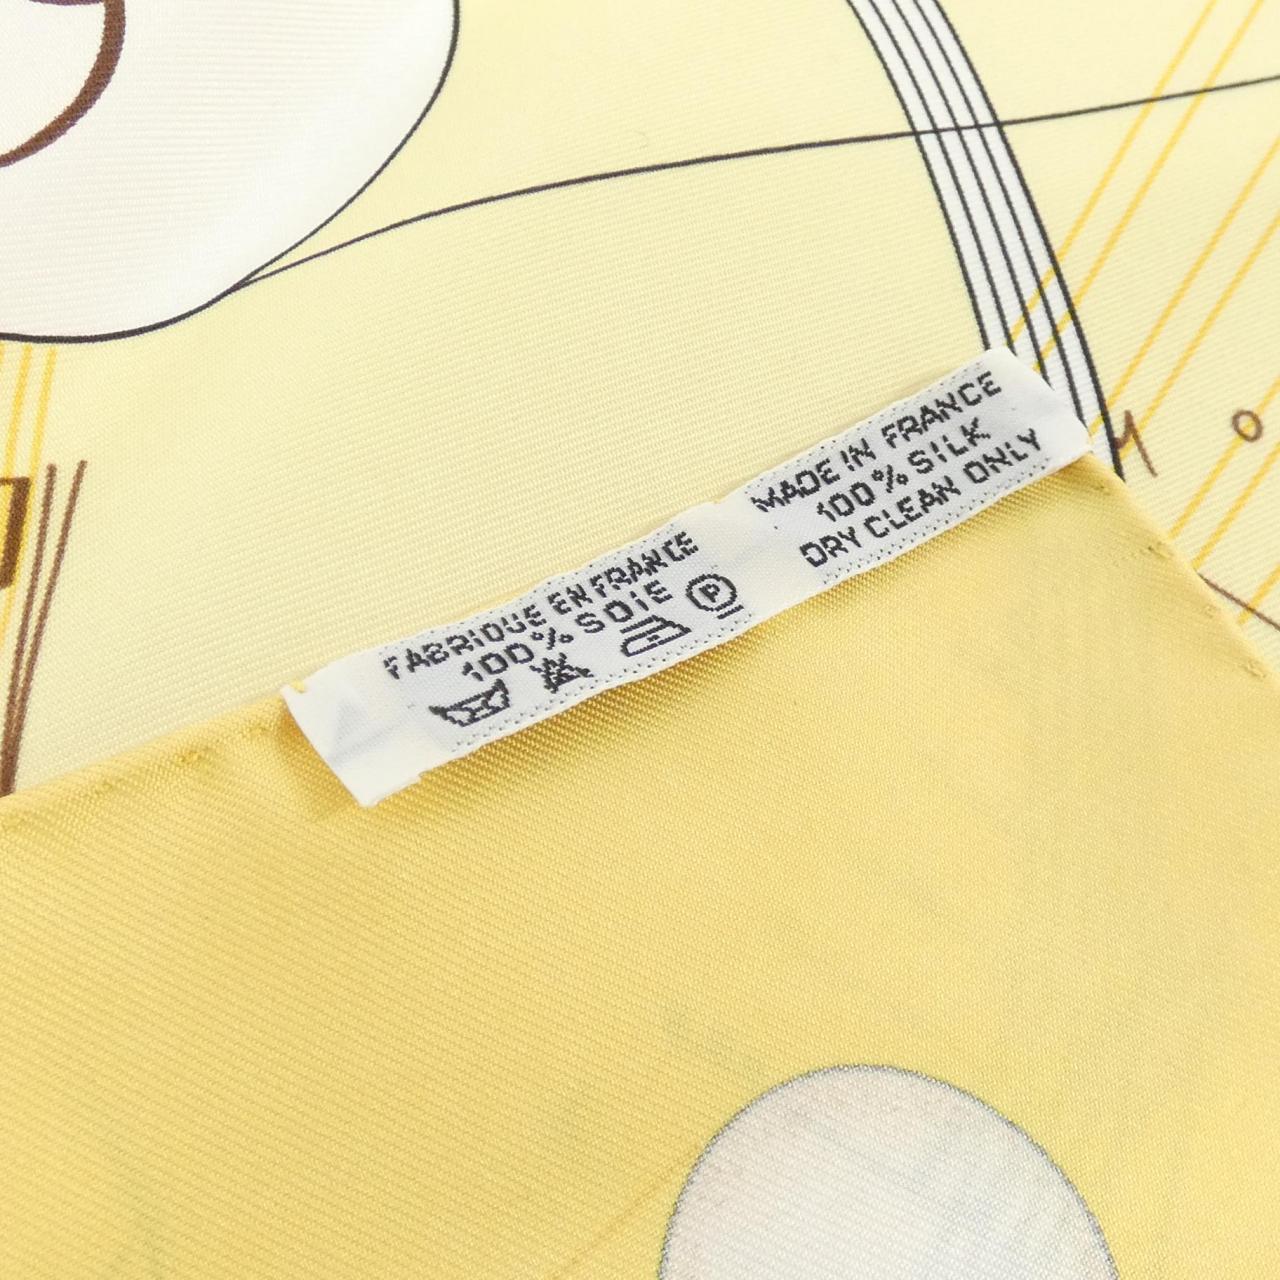 FABRIQUE EN FRANCE
100% SOIE
P
MADE IN FRANCE
100% SILK
DRY CLEAN ONLY